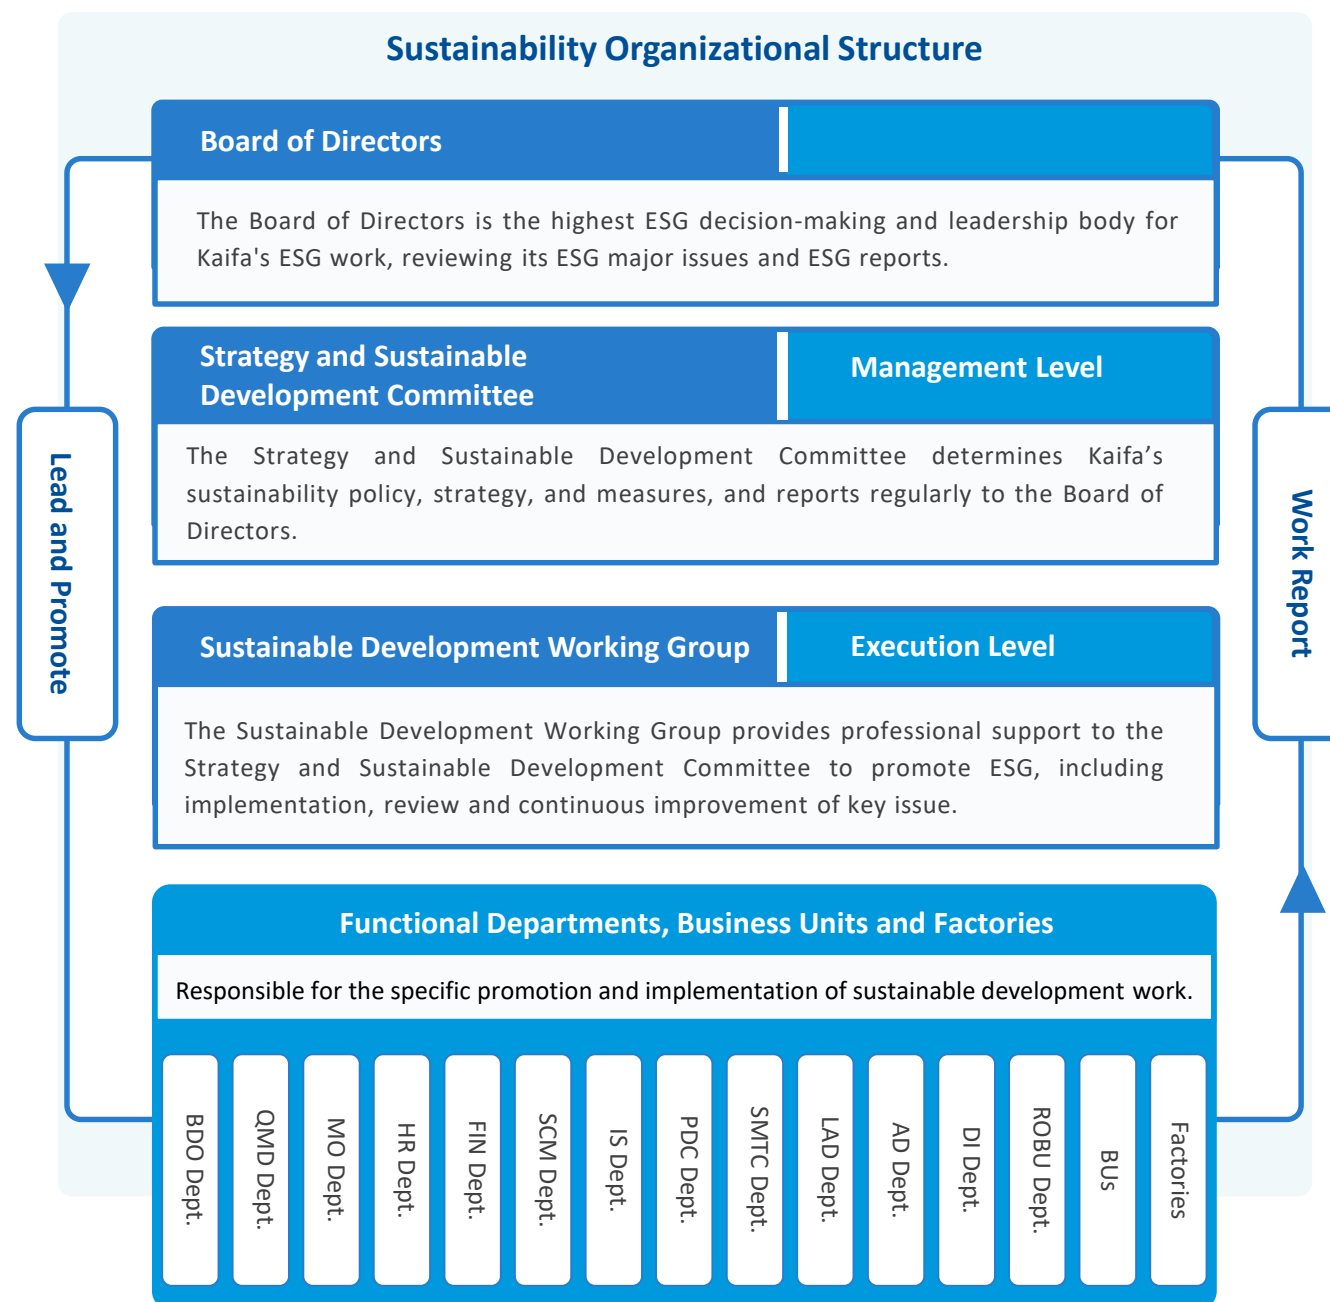 Sustainability Organizational Structure
Board of Directors
The Board of Directors is the highest ESG decision-making and leadership body for
Kaifa's ESG work, reviewing its ESG major issues and ESG reports.
Strategy and Sustainable
Development Committee
Management Level
The Strategy and Sustainable Development Committee determines Kaifa’s
sustainability policy, strategy, and measures, and reports regularly to the Board of
Directors.
Lead and Promote
Work Report
Sustainable Development Working Group
Execution Level
The Sustainable Development Working Group provides professional support to the
Strategy and Sustainable Development Committee to promote ESG, including
implementation, review and continuous improvement of key issue.
Functional Departments, Business Units and Factories
Responsible for the specific promotion and implementation of sustainable development work.
BDO Dept.
QMD Dept.
MO Dept.
HR Dept.
FIN Dept.
SCM Dept.
IS Dept.
PDC Dept.
SMTC Dept.
LAD Dept.
AD Dept.
DI Dept.
ROBU Dept.
BUs
Factories